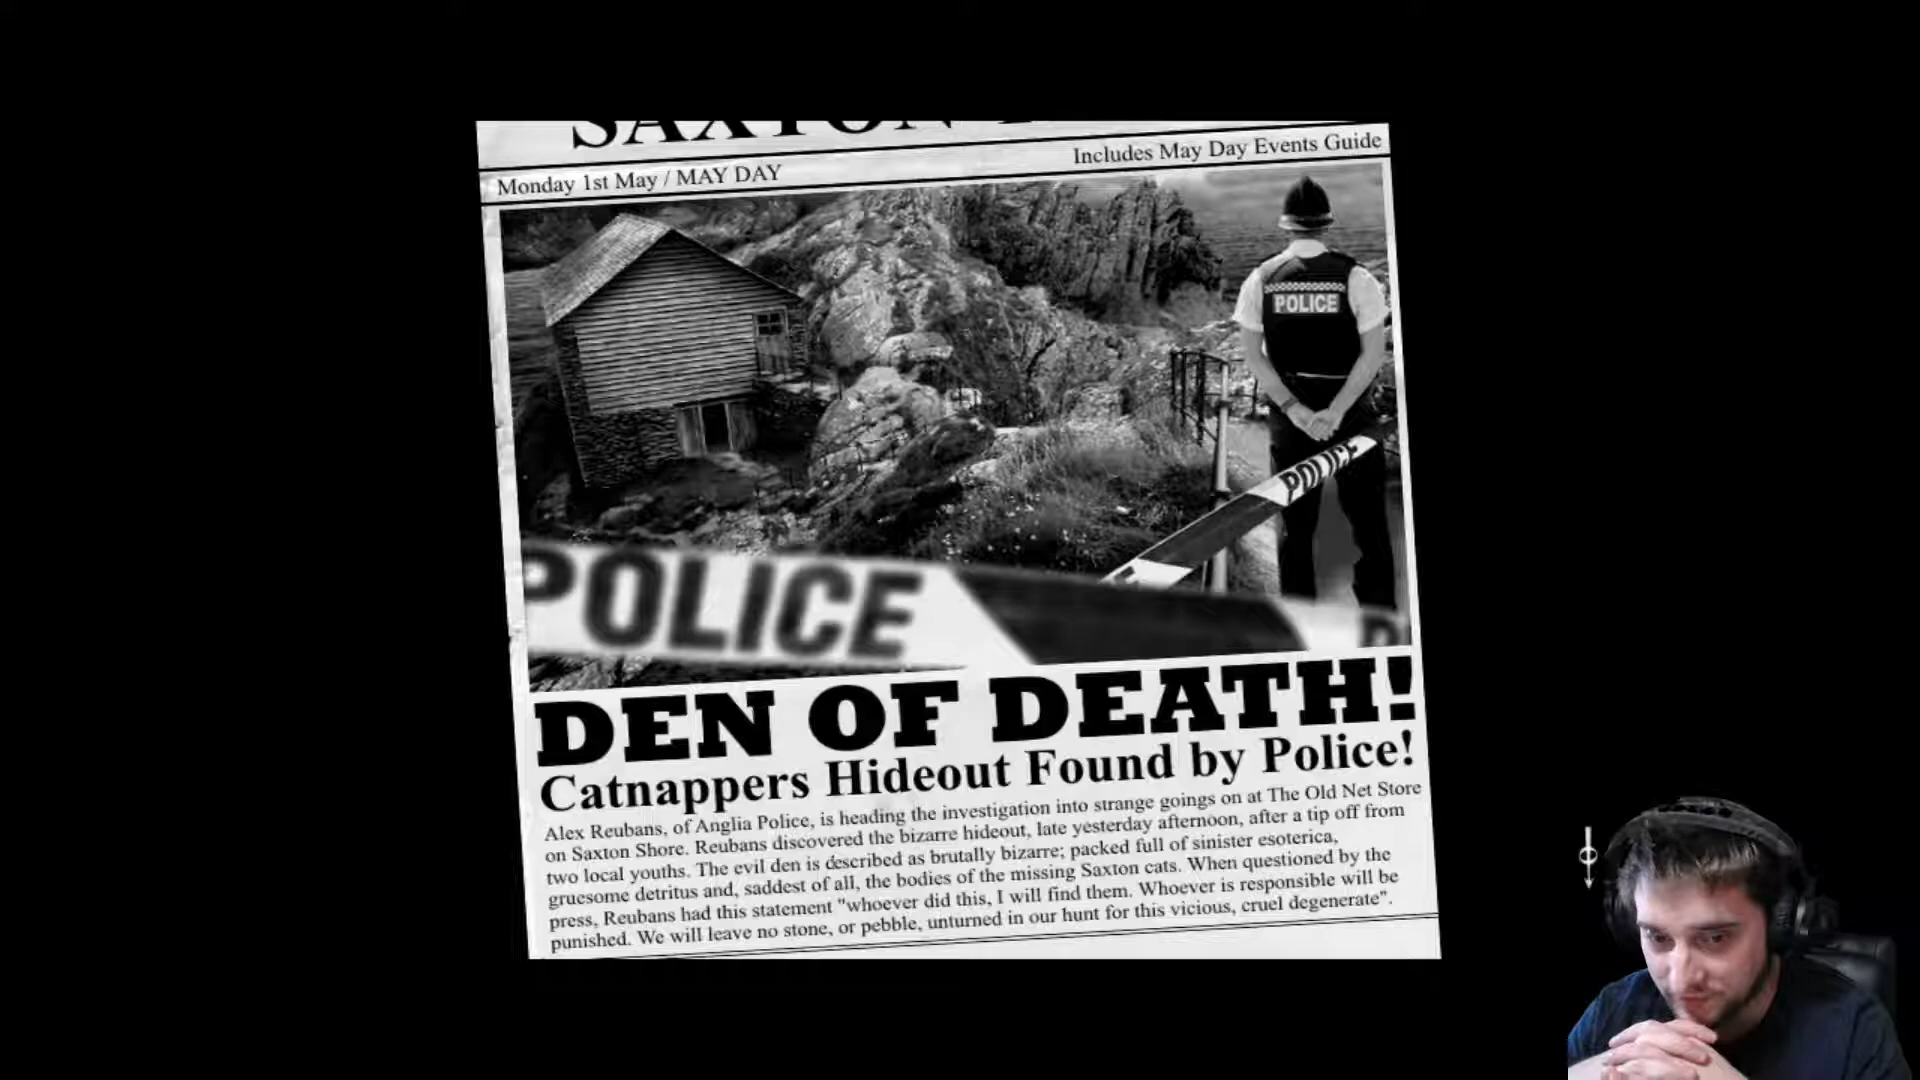 SAXTON
Monday 1st May / MAY DAY
Includes May Day Events Guide
POLICE
POLICE
POLICE
DEN OF DEATH!
Catnappers Hideout Found by Police!
Alex Reubans, of Anglia Police, is heading the investigation into strange goings on at The Old Net Store
on Saxton Shore. Reubans discovered the bizarre hideout, late yesterday afternoon, after a tip off from
two local youths. The evil den is described as brutally bizarre; packed full of sinister esoterica,
gruesome detritus and, saddest of all, the bodies of the missing Saxton cats. When questioned by the
press, Reubans had this statement "whoever did this, I will find them. Whoever is responsible will be
punished. We will leave no stone, or pebble, unturned in our hunt for this vicious, cruel degenerate".